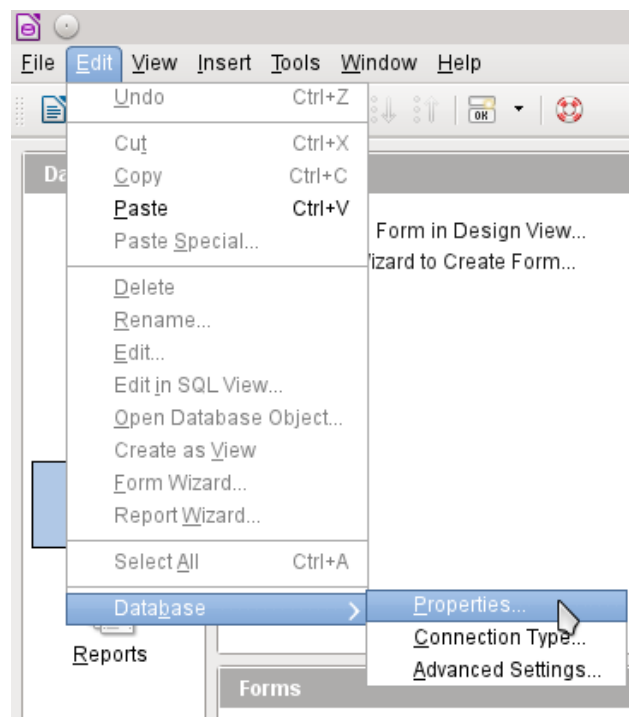 File Edit View Insert Tools Window Help
OK
Undo Ctrl+Z
Cut Ctrl+X
Copy Ctrl+C
Paste Ctrl+V
Paste Special...
Form in Design View...
izard to Create Form...
Delete
Rename...
Edit...
Edit in SQL View...
Open Database Object...
Create as View
Form Wizard...
Report Wizard...
Select All Ctrl+A
Database
Properties...
Connection Type...
Advanced Settings...
Reports
Forms